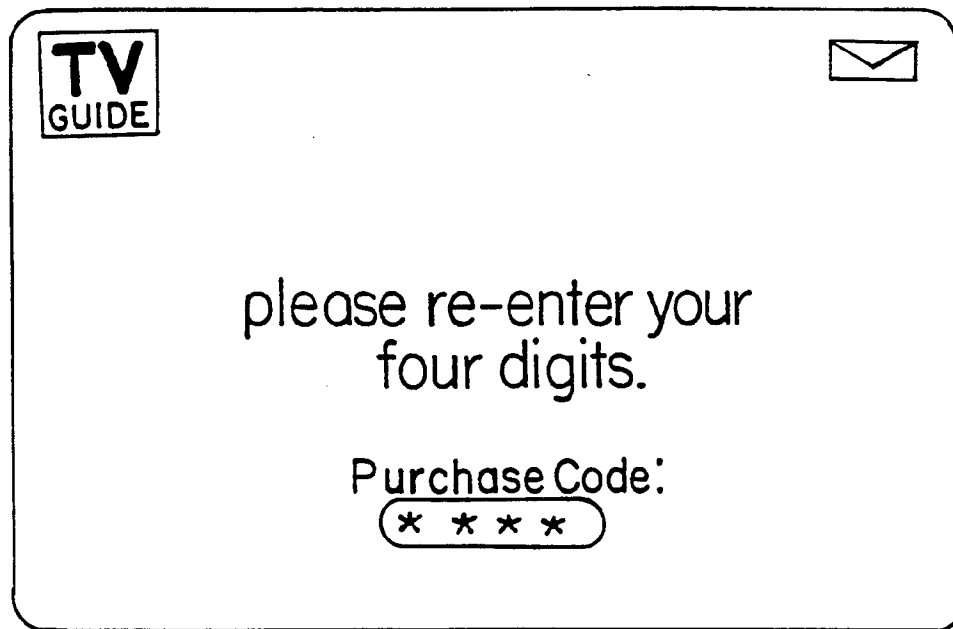 TV
GUIDE
please re-enter your
four digits.
Purchase Code:
* * * *